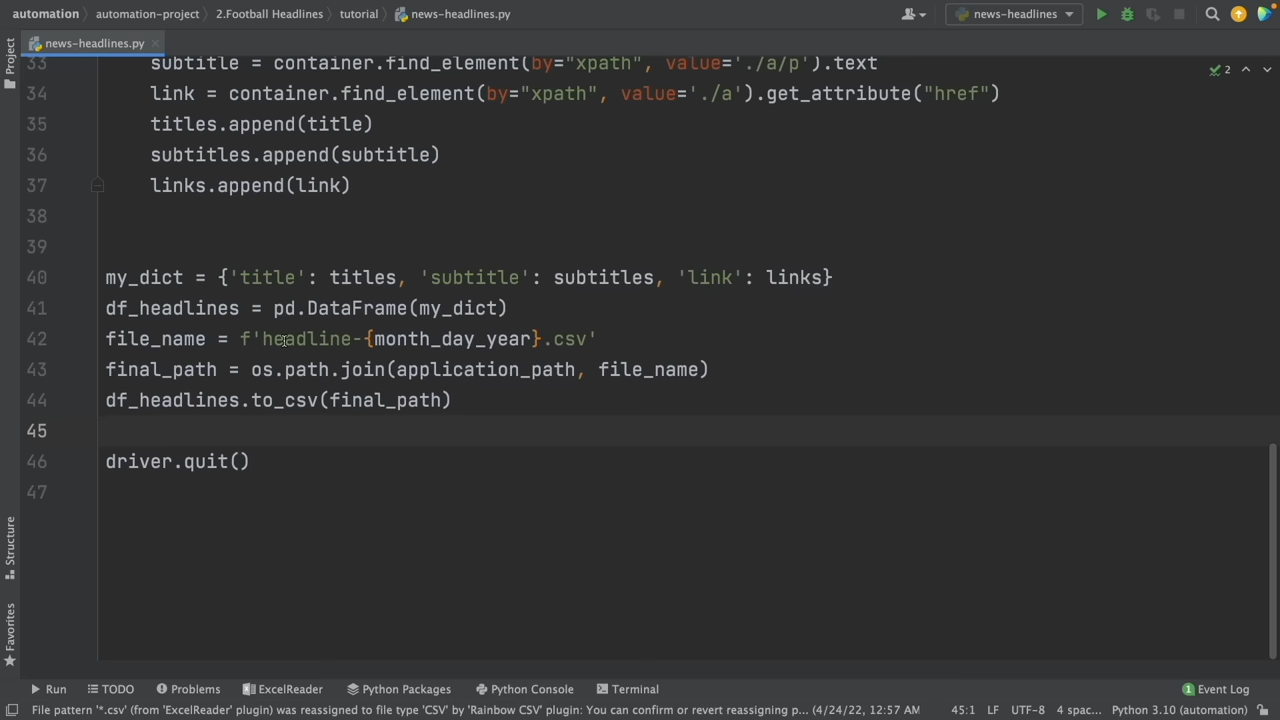 automation automation-project 2.Football Headlines tutorial news-headlines.py news-headlines
news-headlines.py
Project
33 subtitle = container.find_element(by="xpath", value='./a/p').text
2
34 link = container.find_element(by="xpath", value='./a').get_attribute("href")
35 titles.append(title)
36 subtitles.append(subtitle)
37 links.append(link)
38
39
40 my_dict = {'title': titles, 'subtitle': subtitles, 'link': links}
41 df_headlines = pd.DataFrame(my_dict)
42 file_name = f'headline-{month_day_year}.csv'
43 final_path = os.path.join(application_path, file_name)
44 df_headlines.to_csv(final_path)
45
46 driver.quit()
47
Structure
Favorites
Run TODO Problems ExcelReader Python Packages Python Console Terminal 1 Event Log
File pattern '*.csv' (from 'ExcelReader' plugin) was reassigned to file type 'CSV' by 'Rainbow CSV' plugin: You can confirm or revert reassigning p... (4/24/22, 12:57 AM 45:1 LF UTF-8 4 spac... Python 3.10 (automation)